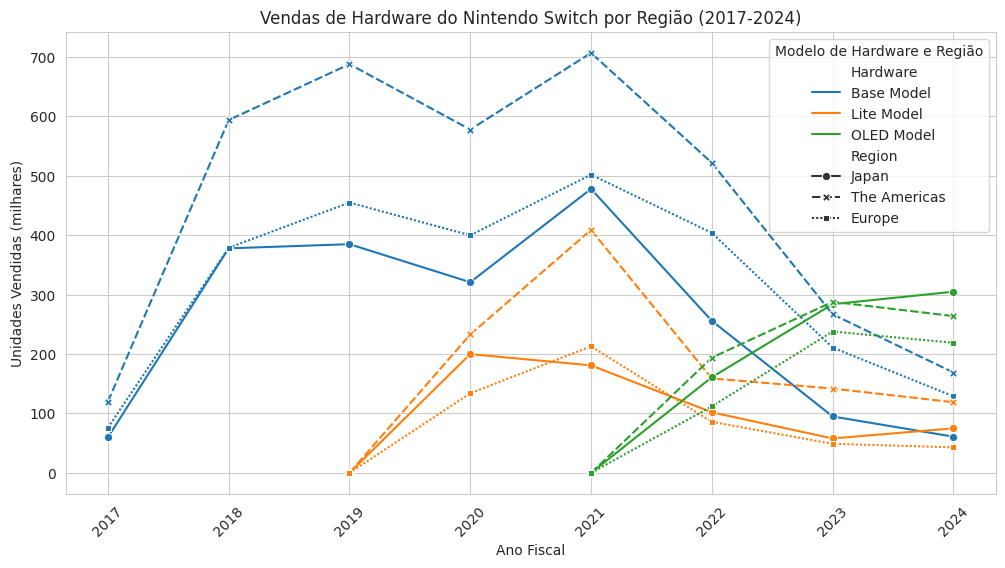 Vendas de Hardware do Nintendo Switch por Região (2017-2024)
Modelo de Hardware e Região
Hardware
Base Model
Lite Model
OLED Model
Region
Japan
The Americas
Europe
Unidades Vendidas (milhares)
700
600
500
400
300
200
100
0
2017
2018
2019
2020
2021
2022
2023
2024
Ano Fiscal